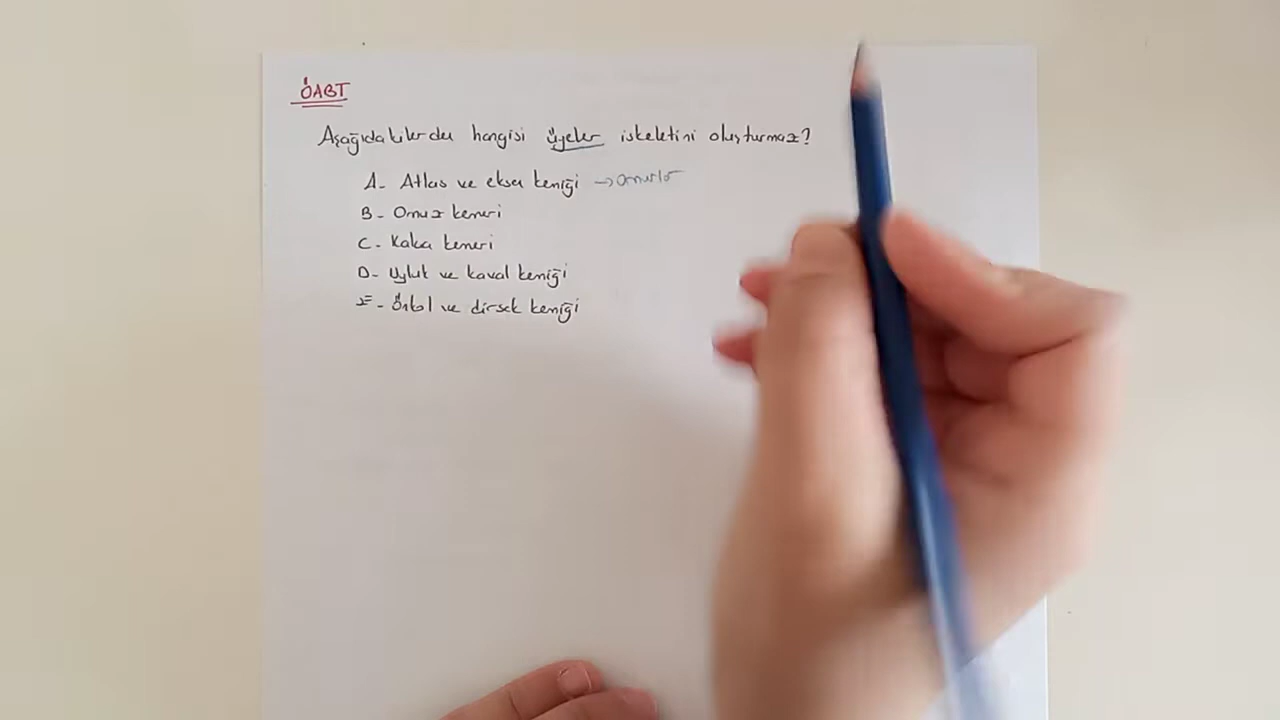 ÖABT
Aşağıdakilerden hangisi üyeler iskeletini oluşturmaz?
A- Atlas ve eksen kemiği → omurlar
B- Omuz kemeri
C- Kalça kemeri
D- Uyluk ve kaval kemiği
E- Önkol ve dirsek kemiği